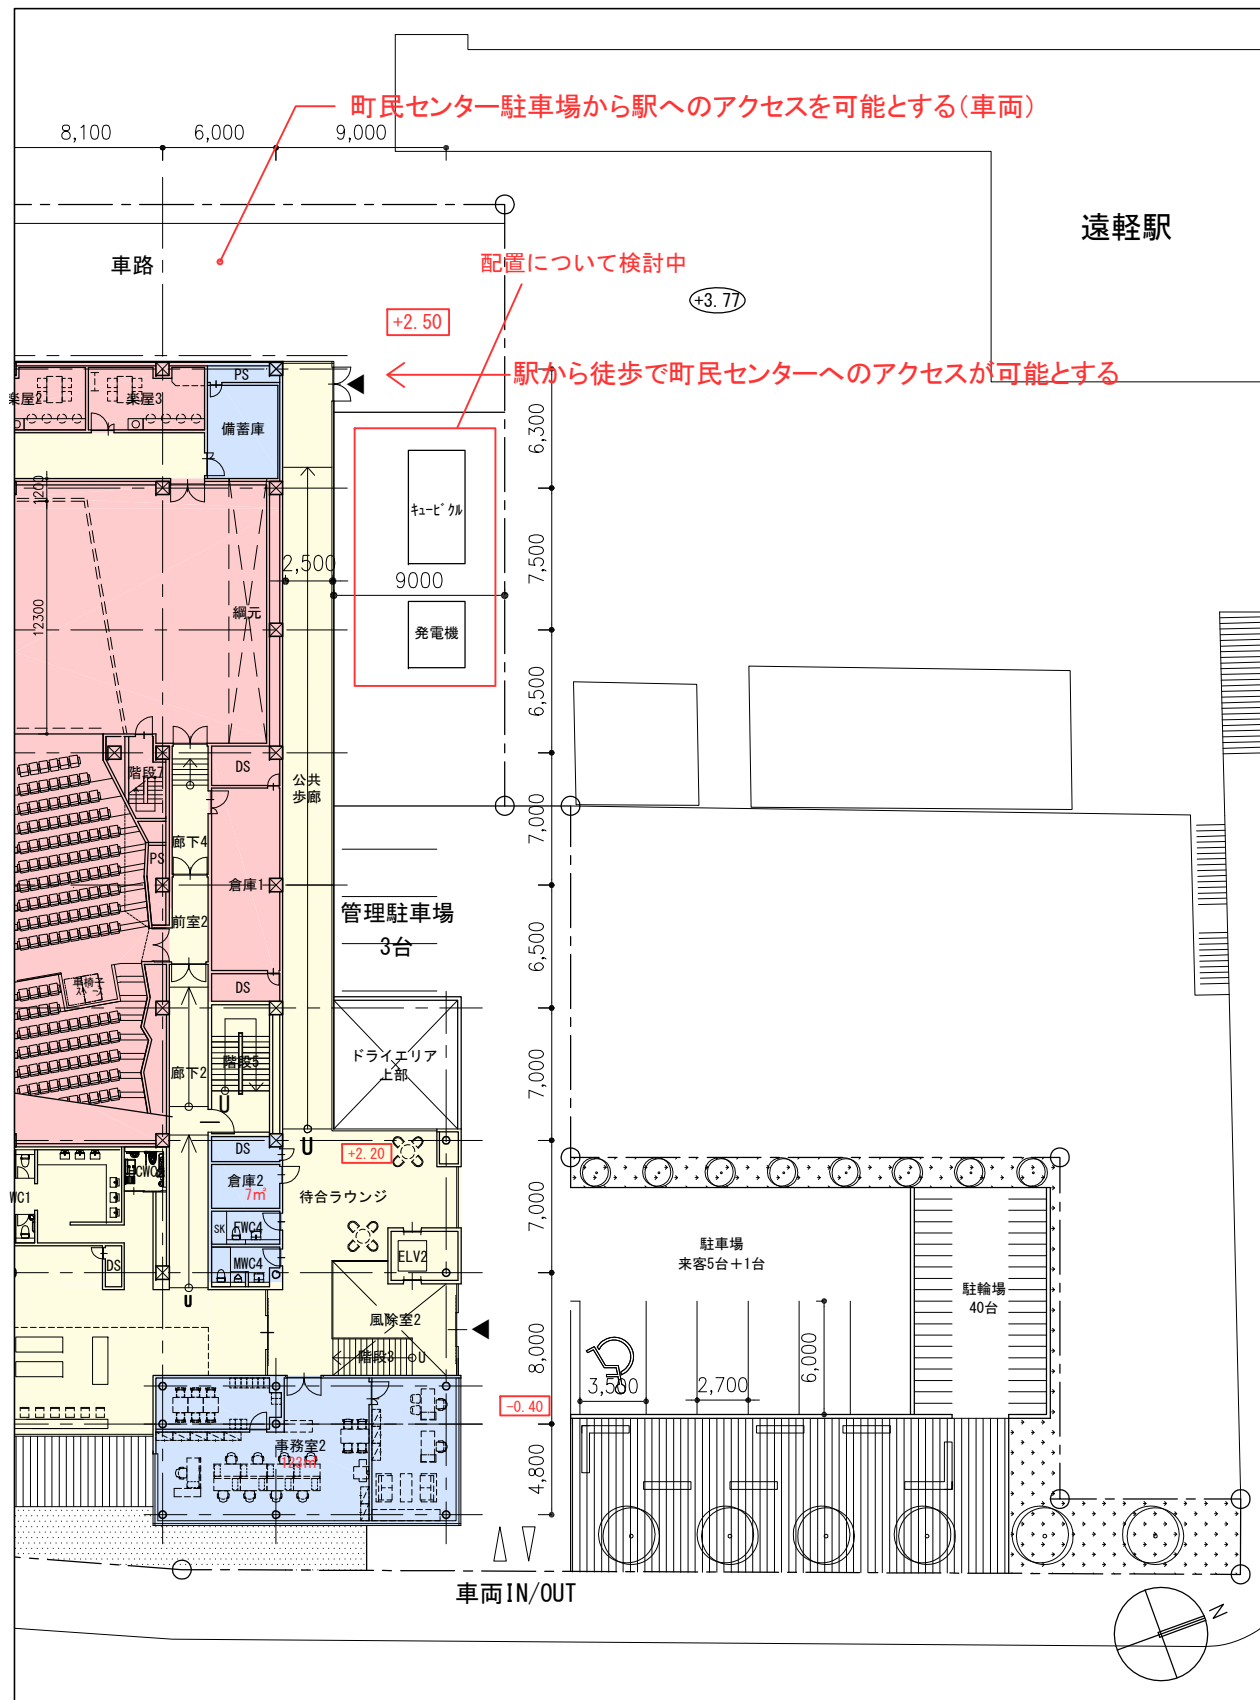 町民センター駐車場から駅へのアクセスを可能とする(車両)
8,100
6,000
9,000
遠軽駅
車路
配置について検討中
+3.77
+2.50
駅から徒歩で町民センターへのアクセスが可能とする
PS
楽屋2
楽屋3
備蓄庫
6,300
1200
キュービクル
2,500
9000
7,500
12300
綱元
発電機
6,500
階段7
DS
公共
歩廊
7,000
廊下4
PS
倉庫1
前室2
管理駐車場
3台
6,500
車椅子
スペース
DS
ドライエリア
上部
廊下2
階段5
7,000
U
U
DS
+2.20
HCWC
倉庫2
7㎡
WC1
待合ラウンジ
7,000
SK
FWC4
MWC4
ELV2
DS
駐車場
来客5台+1台
駐輪場
40台
U
風除室2
階段3
U
8,000
6,000
3,500
2,700
-0.40
事務室2
123㎡
4,800
車両IN/OUT
N